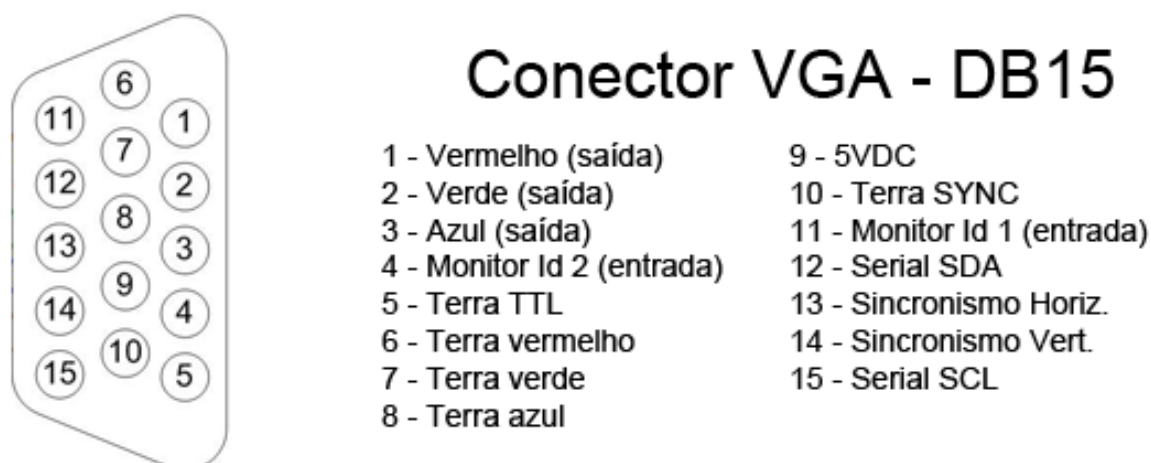 Conector VGA - DB15
1 - Vermelho (saída)
2 - Verde (saída)
3 - Azul (saída)
4 - Monitor Id 2 (entrada)
5 - Terra TTL
6 - Terra vermelho
7 - Terra verde
8 - Terra azul
9 - 5VDC
10 - Terra SYNC
11 - Monitor Id 1 (entrada)
12 - Serial SDA
13 - Sincronismo Horiz.
14 - Sincronismo Vert.
15 - Serial SCL
6
11
1
7
12
2
8
13
3
9
14
4
10
15
5